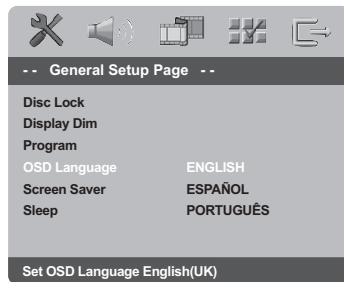 - -  General Setup Page  - -
Disc Lock
Display Dim
Program
OSD Language    ENGLISH
Screen Saver    ESPAÑOL
Sleep    PORTUGUÊS
Set OSD Language English(UK)